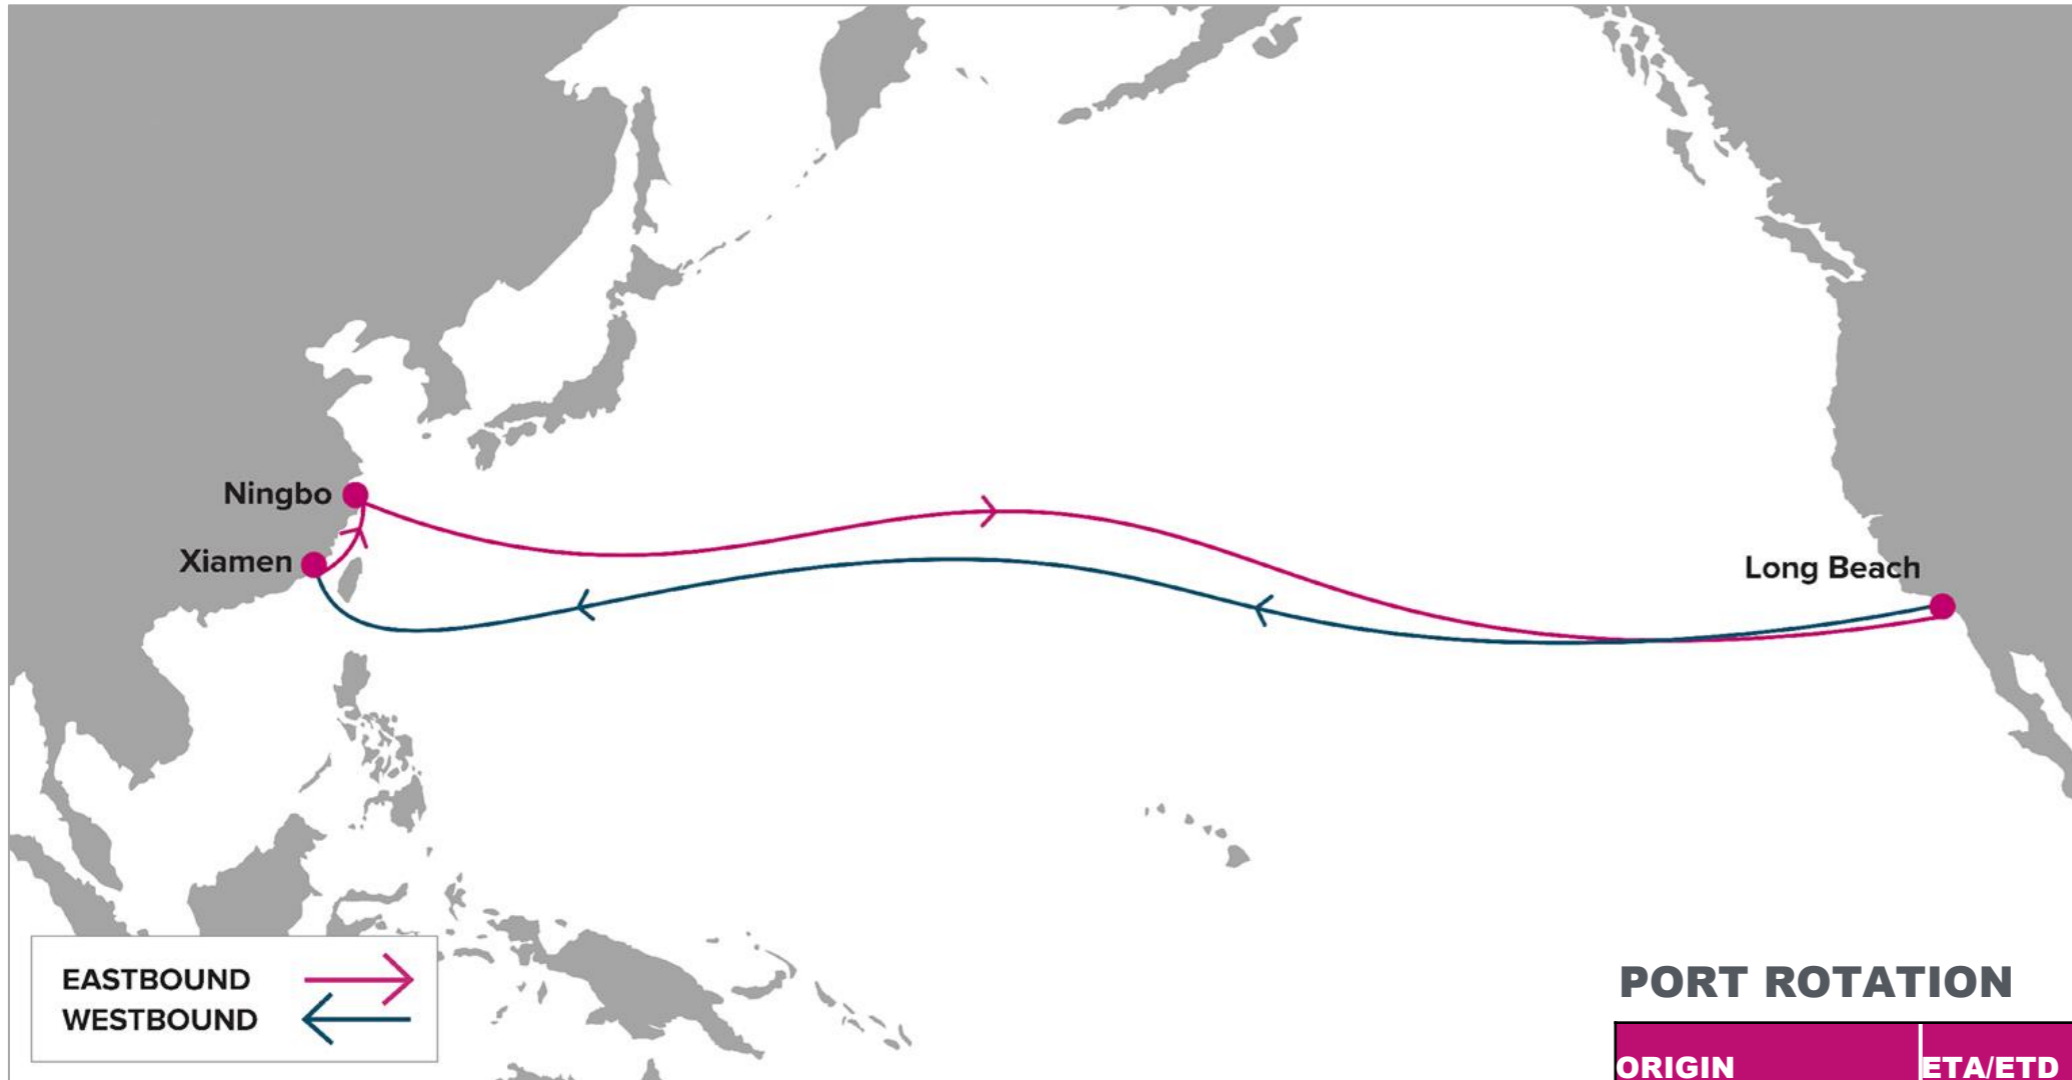 Ningbo
Xiamen
Long Beach
EASTBOUND
WESTBOUND
PORT ROTATION
ORIGIN ETA/ETD